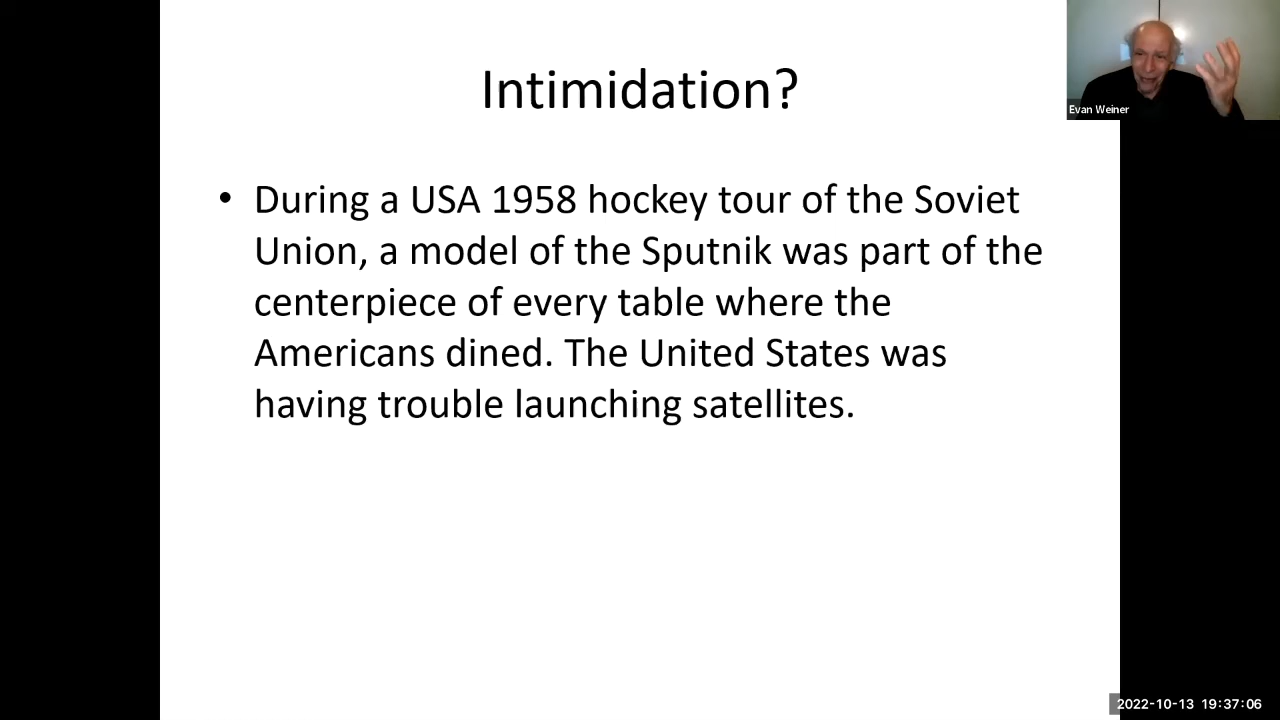 Intimidation?
Evan Weiner
• During a USA 1958 hockey tour of the Soviet
Union, a model of the Sputnik was part of the
centerpiece of every table where the
Americans dined. The United States was
having trouble launching satellites.
2022-10-13 19:37:06